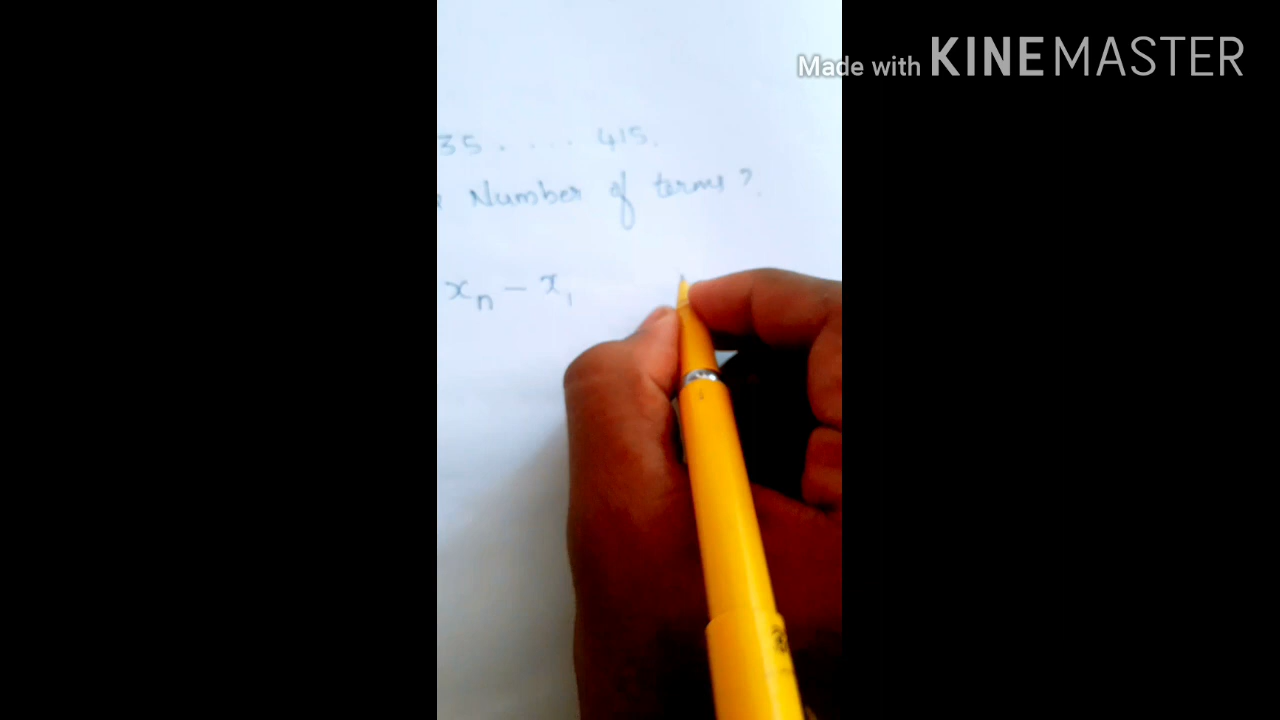 Made with KINEMASTER
35 . . . . . 415.
Number of terms ?
xₙ - x₁